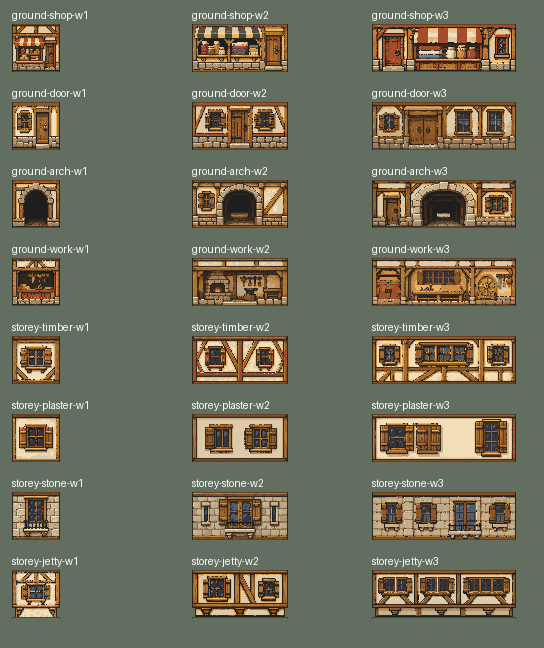 ground-shop-w1 ground-shop-w2 ground-shop-w3
ground-door-w1 ground-door-w2 ground-door-w3
ground-arch-w1 ground-arch-w2 ground-arch-w3
ground-work-w1 ground-work-w2 ground-work-w3
storey-timber-w1 storey-timber-w2 storey-timber-w3
storey-plaster-w1 storey-plaster-w2 storey-plaster-w3
storey-stone-w1 storey-stone-w2 storey-stone-w3
storey-jetty-w1 storey-jetty-w2 storey-jetty-w3